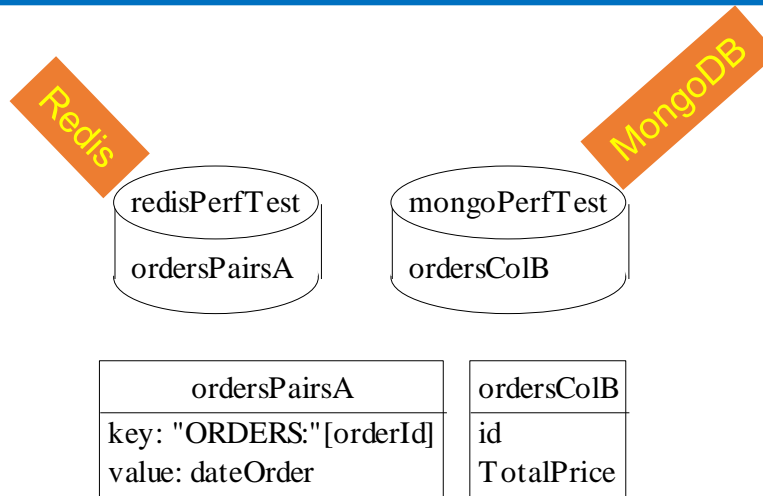 Redis
MongoDB
redisPerfTest
mongoPerfTest
ordersPairsA
ordersColB
ordersPairsA
key: "ORDERS:"[orderId]
value: dateOrder
ordersColB
id
TotalPrice